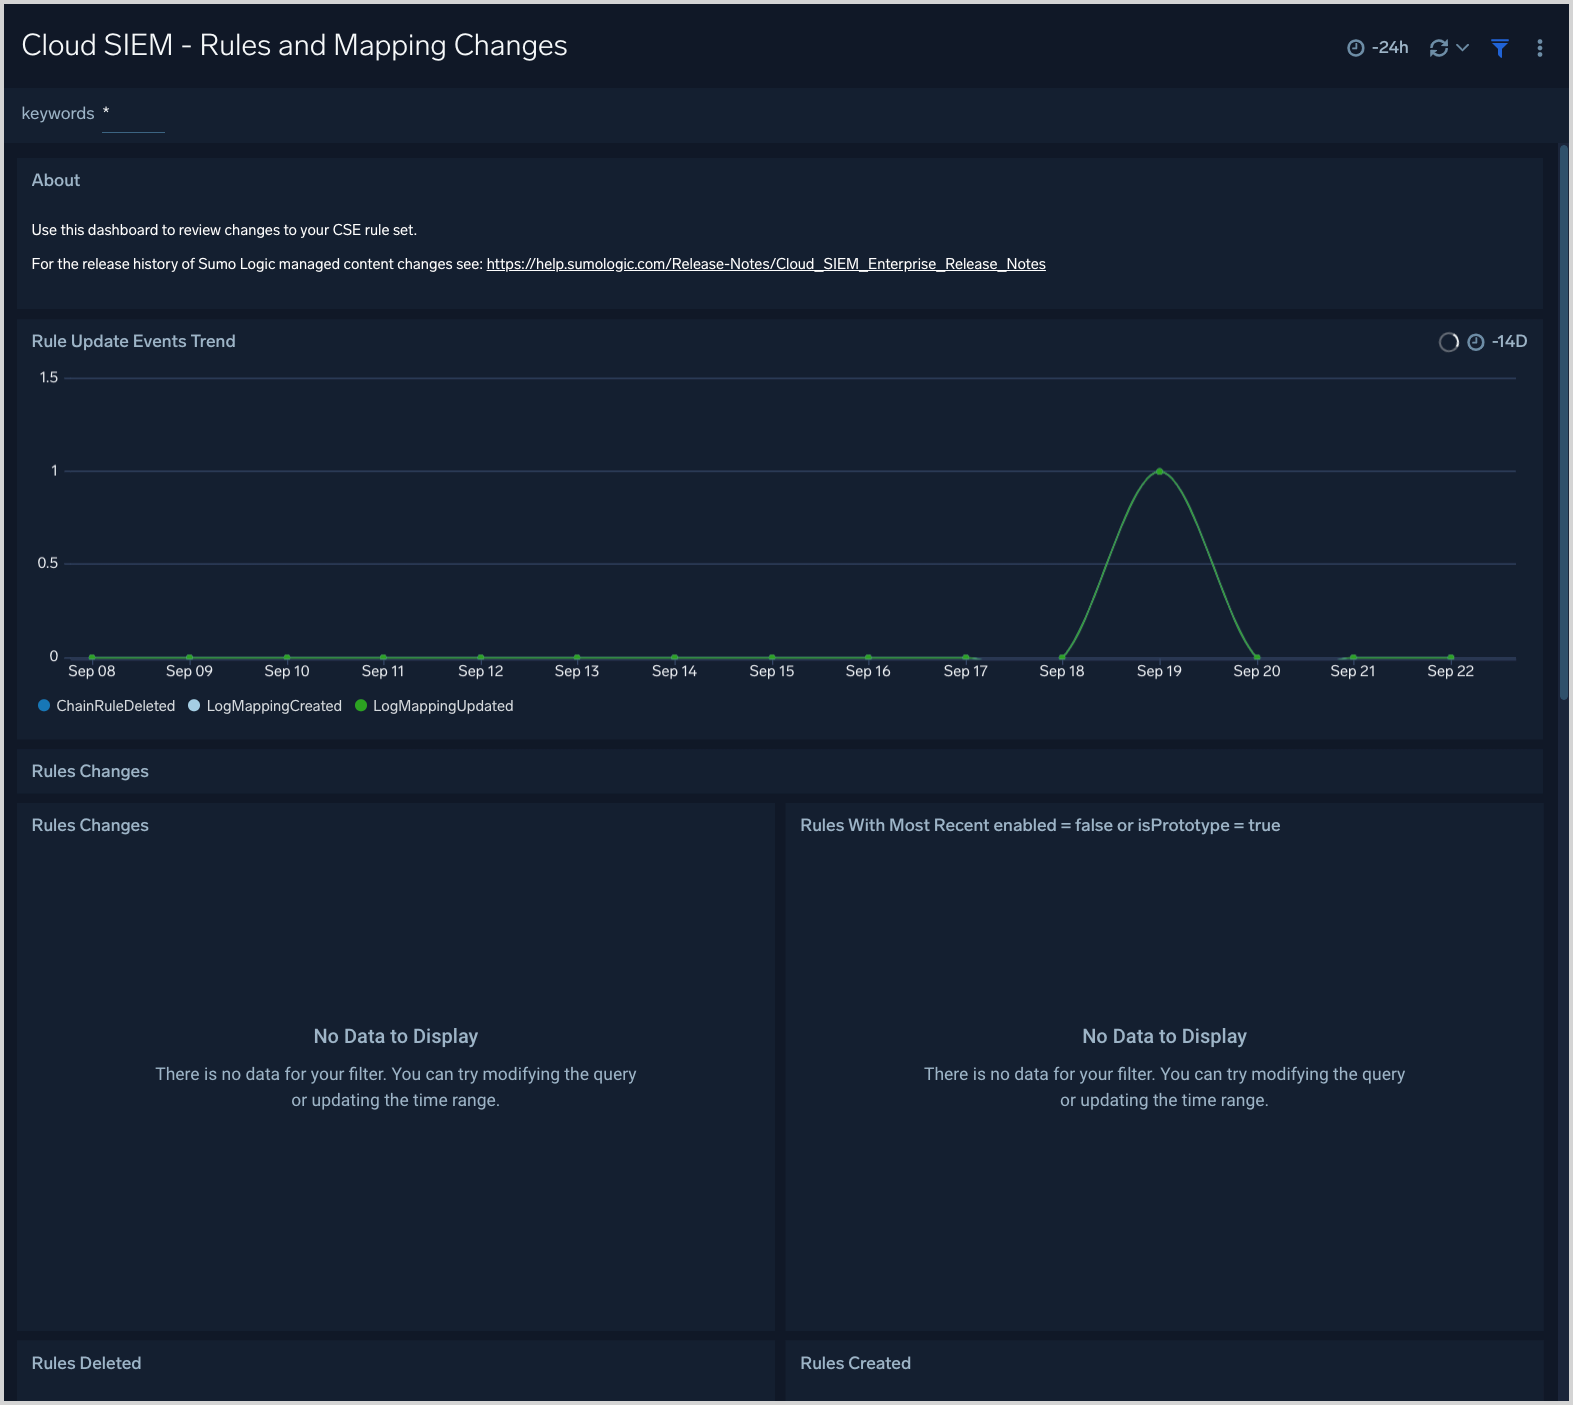 Cloud SIEM - Rules and Mapping Changes
-24h
keywords *
About
Use this dashboard to review changes to your CSE rule set.
For the release history of Sumo Logic managed content changes see: https://help.sumologic.com/Release-Notes/Cloud_SIEM_Enterprise_Release_Notes
Rule Update Events Trend
-14D
1.5
1
0.5
0
Sep 08 Sep 09 Sep 10 Sep 11 Sep 12 Sep 13 Sep 14 Sep 15 Sep 16 Sep 17 Sep 18 Sep 19 Sep 20 Sep 21 Sep 22
ChainRuleDeleted LogMappingCreated LogMappingUpdated
Rules Changes
Rules Changes
No Data to Display
There is no data for your filter. You can try modifying the query
or updating the time range.
Rules With Most Recent enabled = false or isPrototype = true
No Data to Display
There is no data for your filter. You can try modifying the query
or updating the time range.
Rules Deleted
Rules Created